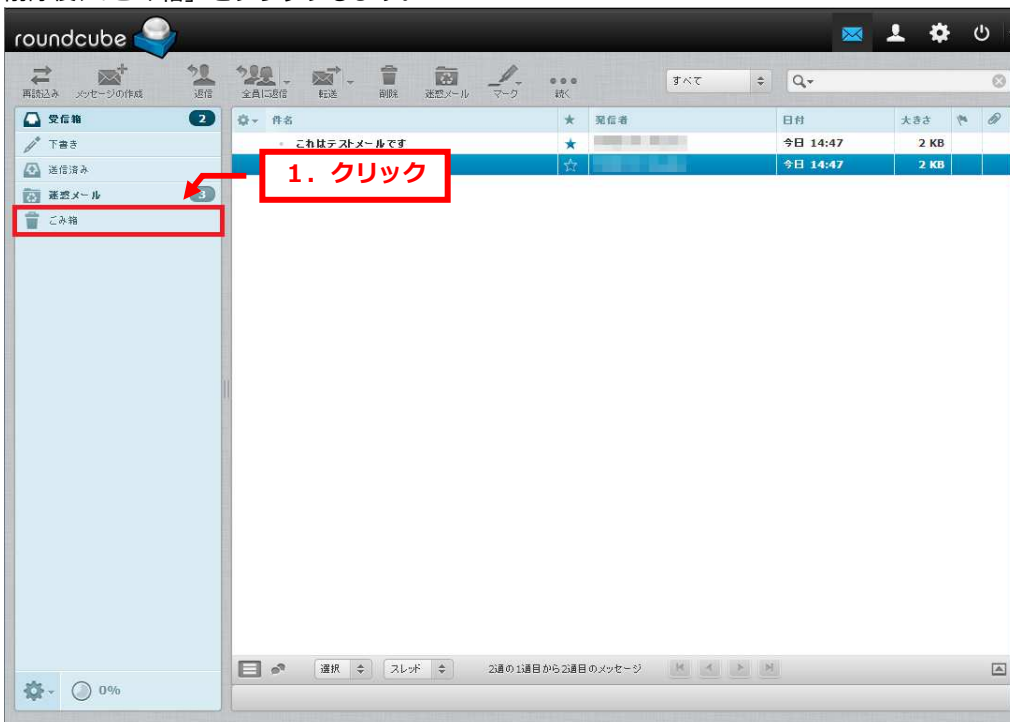 roundcube
再読込み メッセージの作成 返信 全員に返信 転送 削除 迷惑メール マーク 続く すべて
受信箱 2
下書き
送信済み
迷惑メール 3
ごみ箱
件名 発信者 日付 大きさ
これはテストメールです 今日 14:47 2 KB
今日 14:47 2 KB
1．クリック
選択 スレッド 2通の1通目から2通目のメッセージ
0%